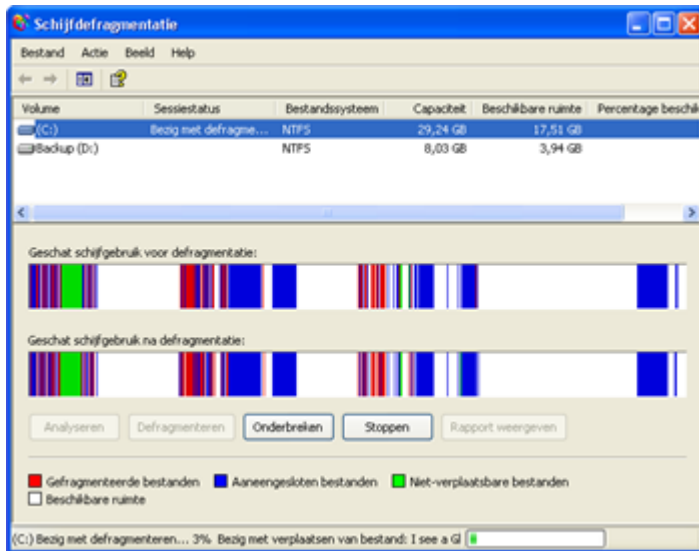 Schijfdefragmentatie
Bestand Actie Beeld Help
Volume Sessiestatus Bestandssysteem Capaciteit Beschikbare ruimte Percentage beschik
(C:) Bezig met defragme... NTFS 29,24 GB 17,51 GB
Backup (D:) NTFS 8,03 GB 3,94 GB
Geschat schijfgebruik voor defragmentatie:
Geschat schijfgebruik na defragmentatie:
Analyseren Defragmenteren Onderbreken Stoppen Rapport weergeven
Gefragmenteerde bestanden Aaneengesloten bestanden Niet-verplaatsbare bestanden
Beschikbare ruimte
(C:) Bezig met defragmenteren... 3% Bezig met verplaatsen van bestand: I see a Gl